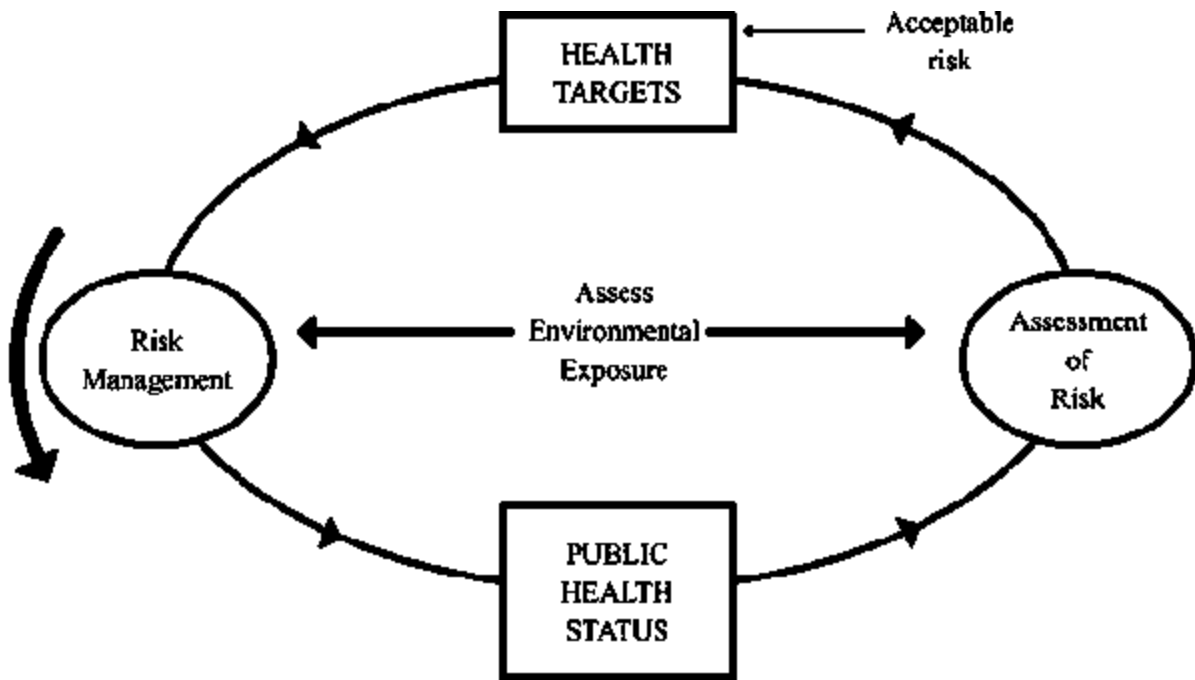 Acceptable
risk
HEALTH
TARGETS
Risk
Management
Assess
Environmental
Exposure
Assessment
of
Risk
PUBLIC
HEALTH
STATUS